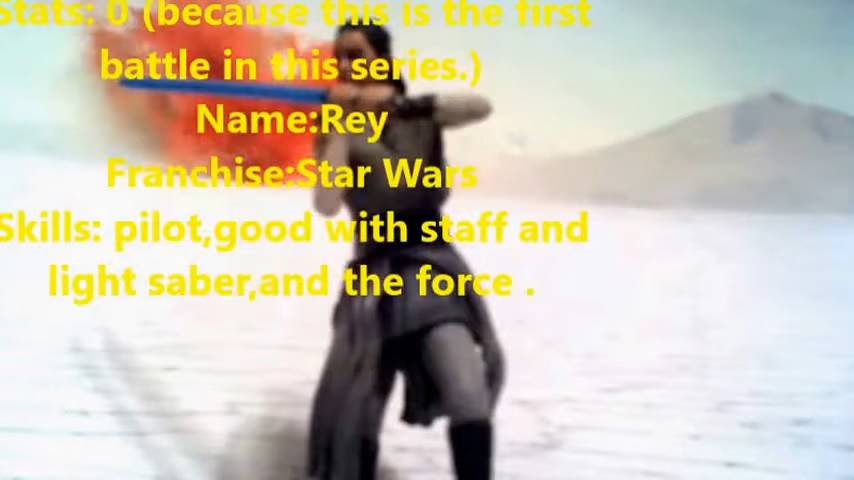 Stats: 0 (because this is the first
battle in this series.)
Name:Rey
Franchise:Star Wars
Skills: pilot,good with staff and
light saber,and the force .